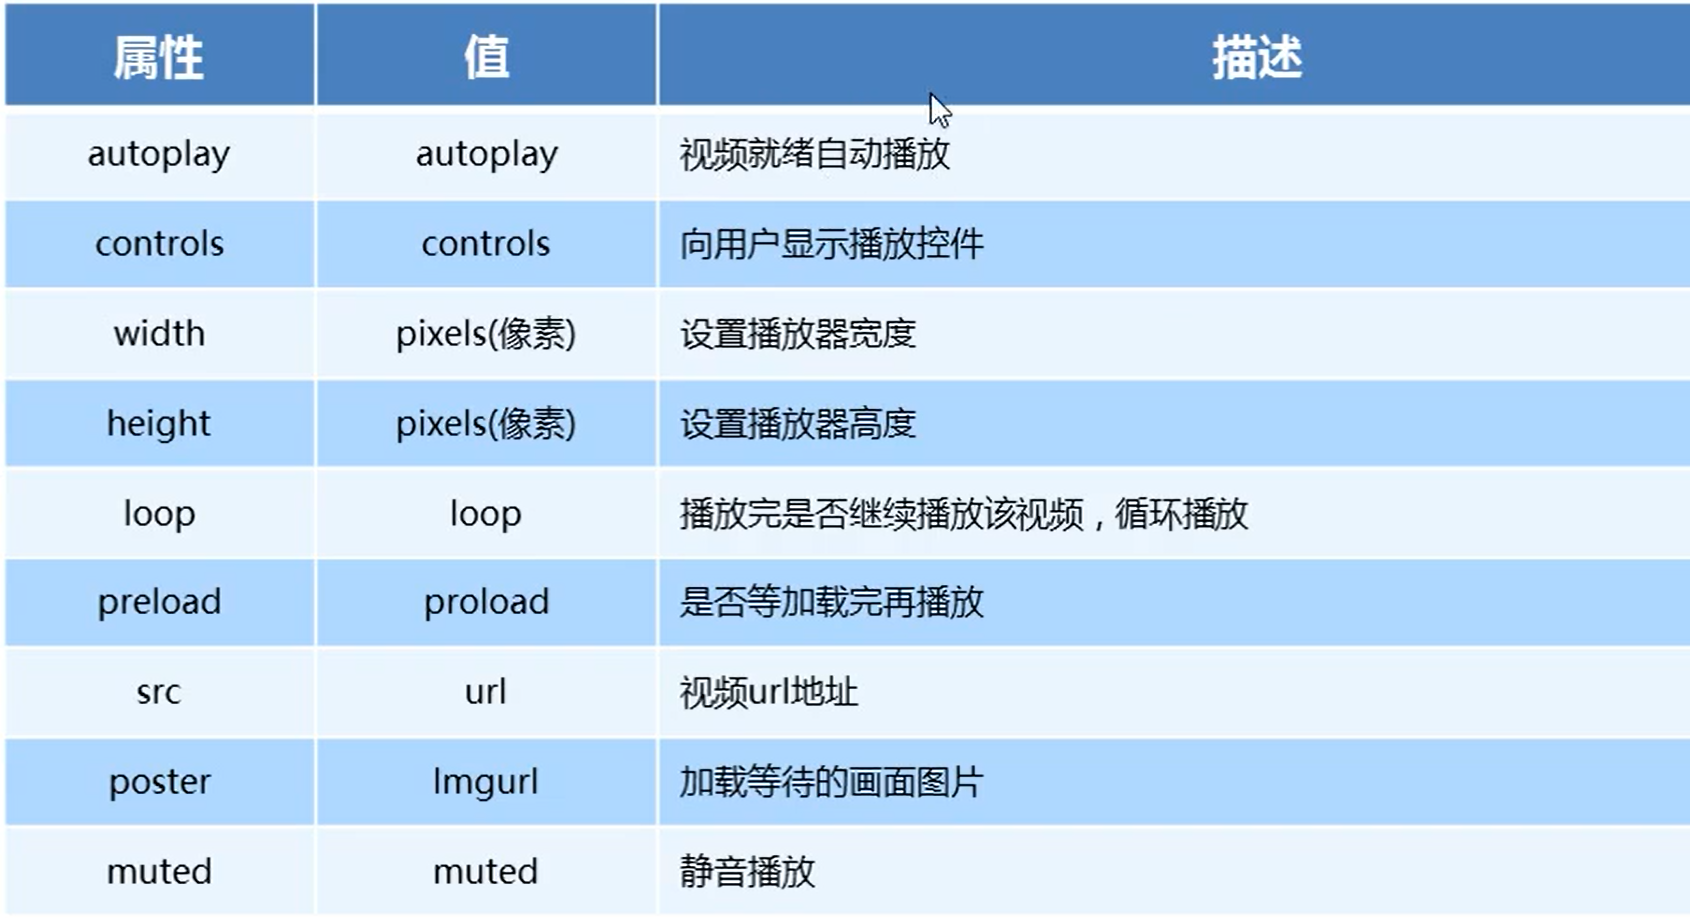 属性 值 描述
autoplay autoplay 视频就绪自动播放
controls controls 向用户显示播放控件
width pixels(像素) 设置播放器宽度
height pixels(像素) 设置播放器高度
loop loop 播放完是否继续播放该视频，循环播放
preload proload 是否等加载完再播放
src url 视频url地址
poster Imgurl 加载等待的画面图片
muted muted 静音播放